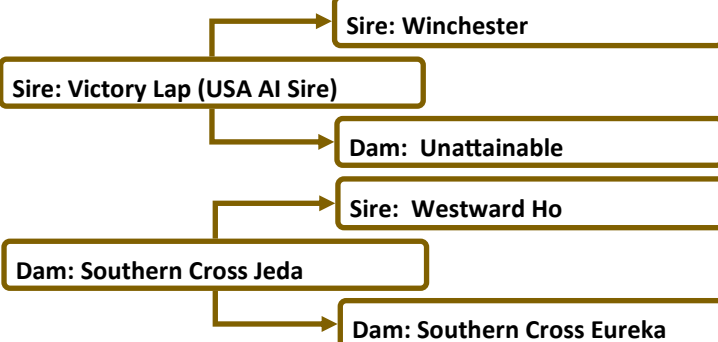 Sire: Winchester
Sire: Victory Lap (USA AI Sire)
Dam:  Unattainable
Sire:  Westward Ho
Dam: Southern Cross Jeda
Dam: Southern Cross Eureka